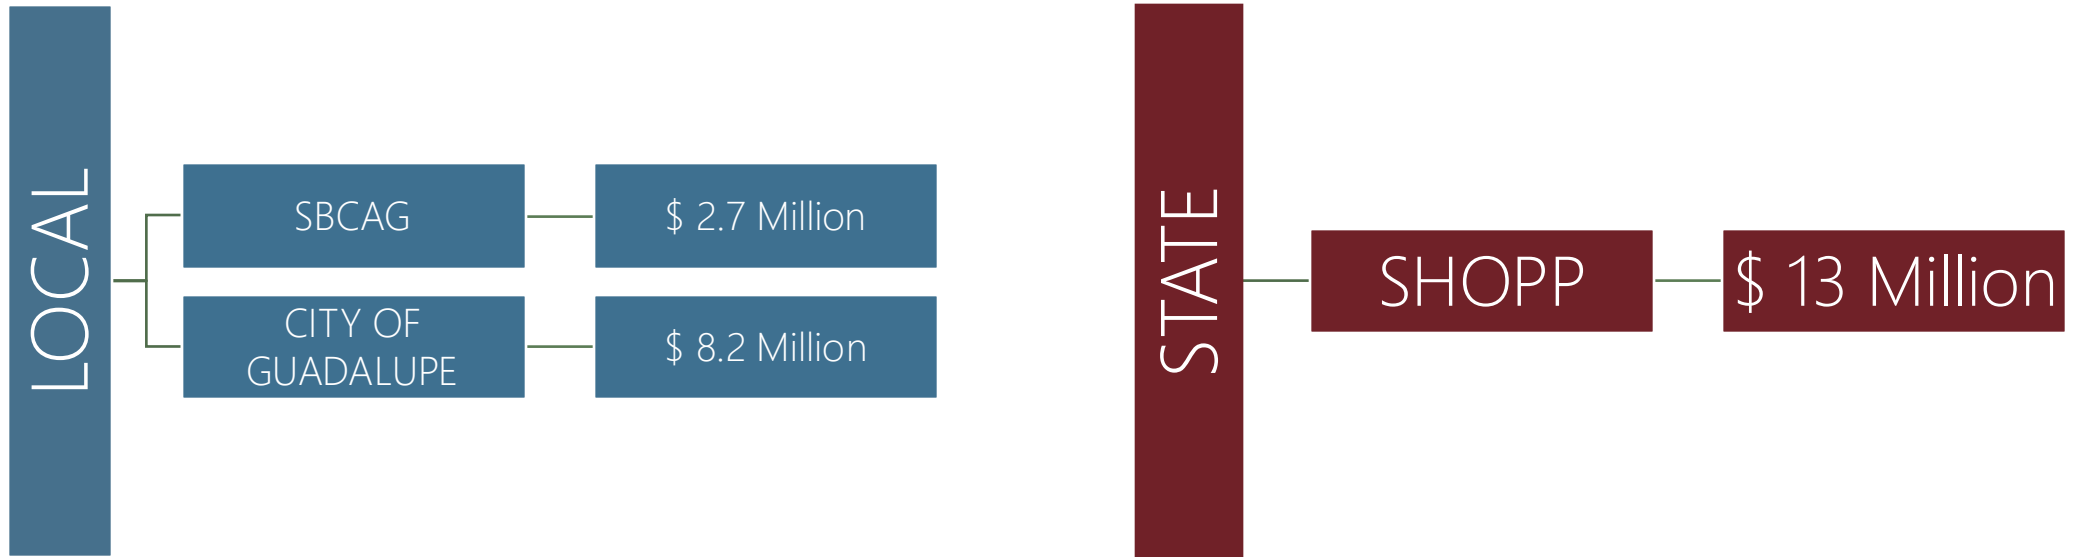 LOCAL
SBCAG
$ 2.7 Million
CITY OF
GUADALUPE
$ 8.2 Million
STATE
SHOPP
$ 13 Million